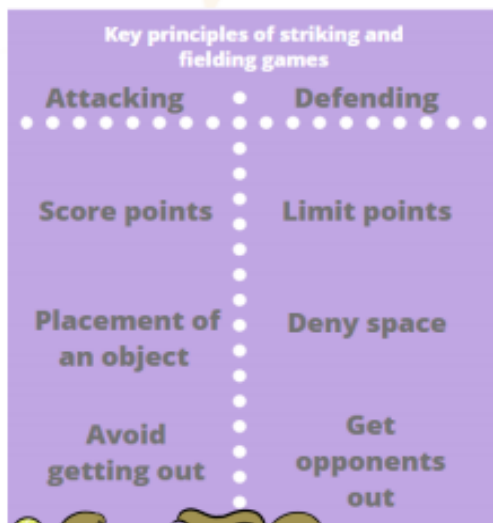 Key principles of striking and
fielding games
Attacking
Defending
Score points
Limit points
Placement of
an object
Deny space
Avoid
getting out
Get
opponents
out